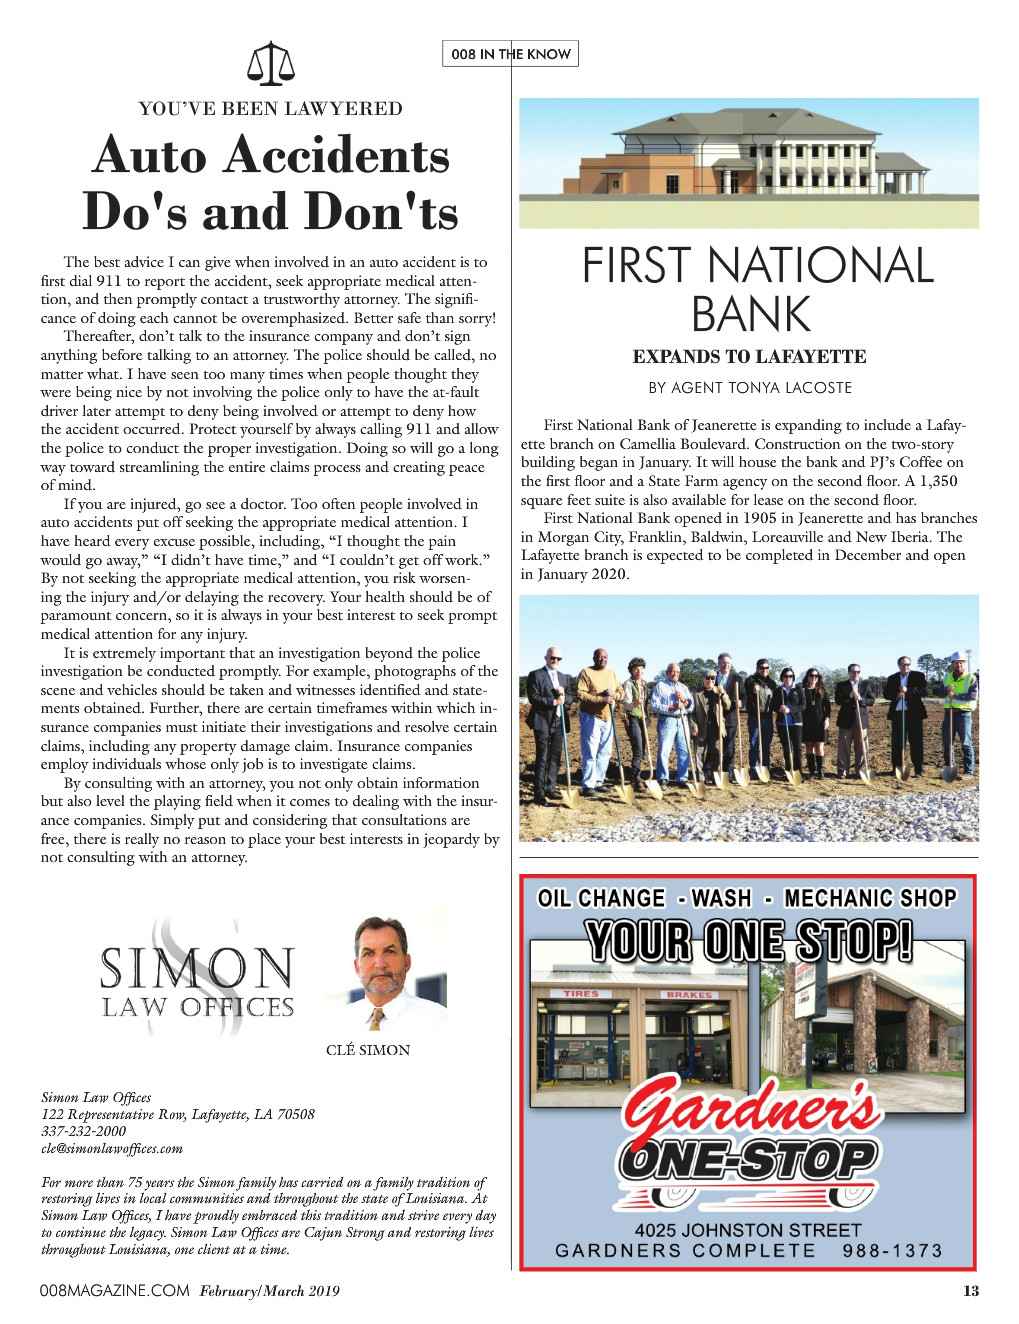 008 IN THE KNOW
YOU'VE BEEN LAWYERED
Auto Accidents
Do's and Don'ts
The best advice I can give when involved in an auto accident is to
first dial 911 to report the accident, seek appropriate medical atten-
tion, and then promptly contact a trustworthy attorney. The signifi-
cance of doing each cannot be overemphasized. Better safe than sorry!
Thereafter, don't talk to the insurance company and don't sign
anything before talking to an attorney. The police should be called, no
matter what. I have seen too many times when people thought they
were being nice by not involving the police only to have the at-fault
driver later attempt to deny being involved or attempt to deny how
the accident occurred. Protect yourself by always calling 911 and allow
the police to conduct the proper investigation. Doing so will go a long
way toward streamlining the entire claims process and creating peace
of mind.
If you are injured, go see a doctor. Too often people involved in
auto accidents put off seeking the appropriate medical attention. I
have heard every excuse possible, including, “I thought the pain
would go away,” “I didn't have time,” and “I couldn't get off work.”
By not seeking the appropriate medical attention, you risk worsen-
ing the injury and/or delaying the recovery. Your health should be of
paramount concern, so it is always in your best interest to seek prompt
medical attention for any injury.
It is extremely important that an investigation beyond the police
investigation be conducted promptly. For example, photographs of the
scene and vehicles should be taken and witnesses identified and state-
ments obtained. Further, there are certain timeframes within which in-
surance companies must initiate their investigations and resolve certain
claims, including any property damage claim. Insurance companies
employ individuals whose only job is to investigate claims.
By consulting with an attorney, you not only obtain information
but also level the playing field when it comes to dealing with the insur-
ance companies. Simply put and considering that consultations are
free, there is really no reason to place your best interests in jeopardy by
not consulting with an attorney.
SIMON
LAW OFFICES
CLÉ SIMON
Simon Law Offices
122 Representative Row, Lafayette, LA 70508
337-232-2000
cle@simonlawoffices.com
For more than 75 years the Simon family has carried on a family tradition of
restoring lives in local communities and throughout the state of Louisiana. At
Simon Law Offices, I have proudly embraced this tradition and strive every day
to continue the legacy. Simon Law Offices are Cajun Strong and restoring lives
throughout Louisiana, one client at a time.
FIRST NATIONAL
BANK
EXPANDS TO LAFAYETTE
BY AGENT TONYA LACOSTE
First National Bank of Jeanerette is expanding to include a Lafay-
ette branch on Camellia Boulevard. Construction on the two-story
building began in January. It will house the bank and PJ's Coffee on
the first floor and a State Farm agency on the second floor. A 1,350
square feet suite is also available for lease on the second floor.
First National Bank opened in 1905 in Jeanerette and has branches
in Morgan City, Franklin, Baldwin, Loreauville and New Iberia. The
Lafayette branch is expected to be completed in December and open
in January 2020.
OIL CHANGE - WASH - MECHANIC SHOP
YOUR ONE STOP!
TIRES
BRAKES
Gardner's
ONE-STOP
4025 JOHNSTON STREET
GARDNERS COMPLETE 988-1373
008MAGAZINE.COM February/March 2019
13